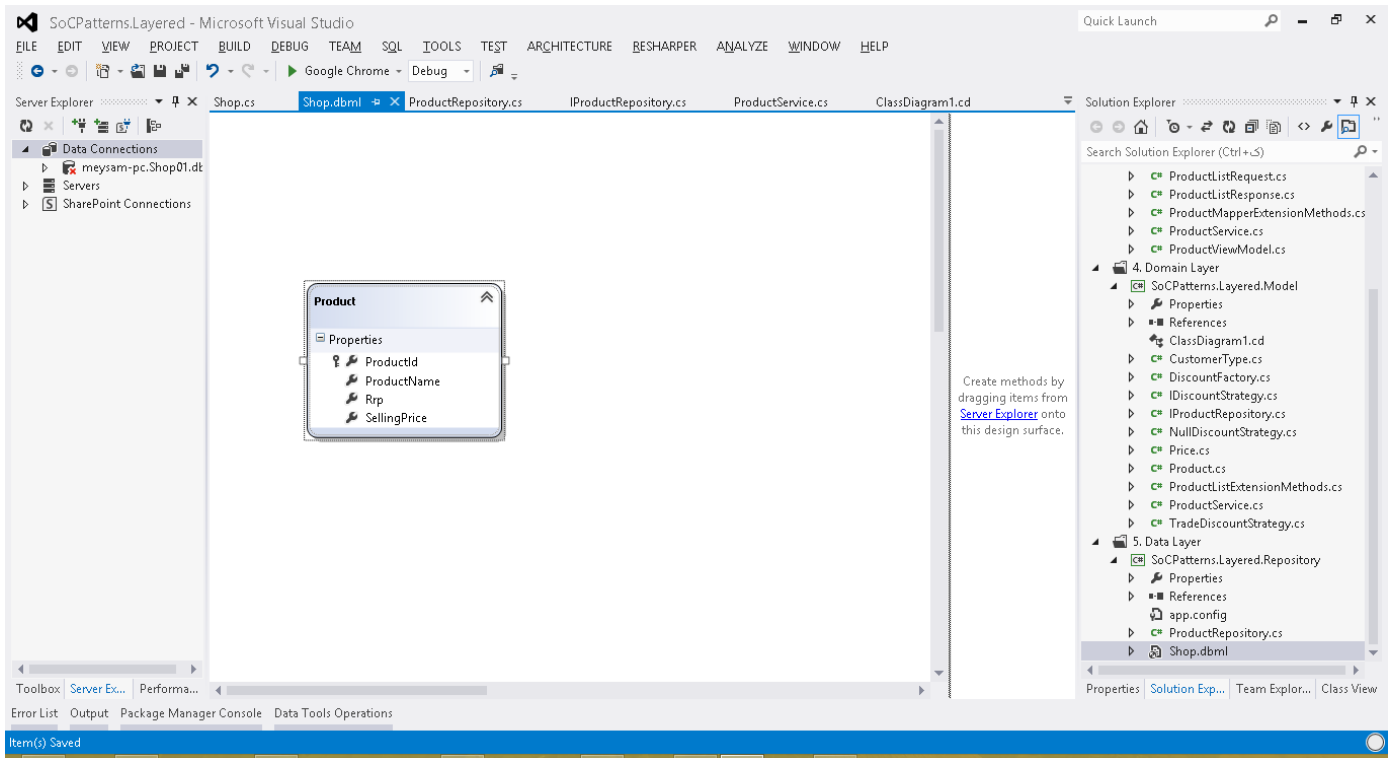 SoCPatterns.Layered - Microsoft Visual Studio
Quick Launch
FILE EDIT VIEW PROJECT BUILD DEBUG TEAM SQL TOOLS TEST ARCHITECTURE RESHARPER ANALYZE WINDOW HELP
Google Chrome Debug
Server Explorer
Data Connections
meysam-pc.Shop01.db
Servers
SharePoint Connections
Toolbox Server Ex... Performa...
Shop.cs Shop.dbml ProductRepository.cs IProductRepository.cs ProductService.cs ClassDiagram1.cd
Product
Properties
ProductId
ProductName
Rrp
SellingPrice
Create methods by
dragging items from
Server Explorer onto
this design surface.
Solution Explorer
Search Solution Explorer (Ctrl+ک)
ProductListRequest.cs
ProductListResponse.cs
ProductMapperExtensionMethods.cs
ProductService.cs
ProductViewModel.cs
4. Domain Layer
C# SoCPatterns.Layered.Model
Properties
References
ClassDiagram1.cd
C# CustomerType.cs
C# DiscountFactory.cs
C# IDiscountStrategy.cs
C# IProductRepository.cs
C# NullDiscountStrategy.cs
C# Price.cs
C# Product.cs
C# ProductListExtensionMethods.cs
C# ProductService.cs
C# TradeDiscountStrategy.cs
5. Data Layer
C# SoCPatterns.Layered.Repository
Properties
References
app.config
C# ProductRepository.cs
Shop.dbml
Properties Solution Exp... Team Explor... Class View
Error List Output Package Manager Console Data Tools Operations
Item(s) Saved